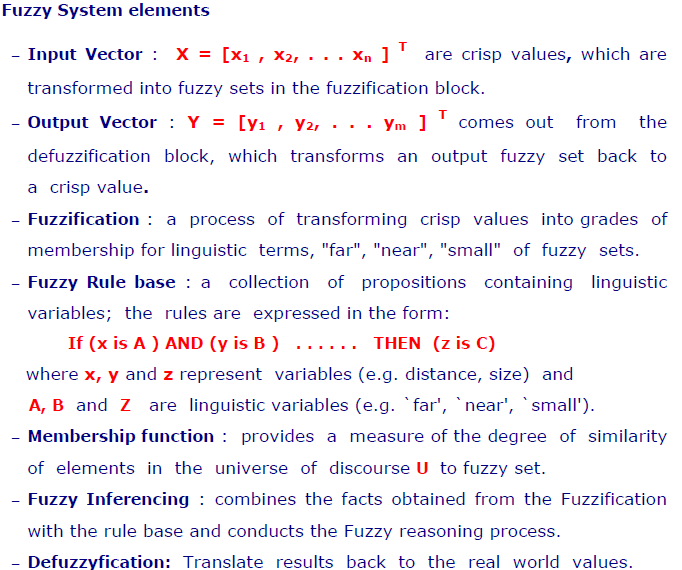 Fuzzy System elements
– Input Vector : X = [x1 , x2, . . . xn ] T are crisp values, which are
transformed into fuzzy sets in the fuzzification block.
– Output Vector : Y = [y1 , y2, . . . ym ] T comes out from the
defuzzification block, which transforms an output fuzzy set back to
a crisp value.
– Fuzzification : a process of transforming crisp values into grades of
membership for linguistic terms, "far", "near", "small" of fuzzy sets.
– Fuzzy Rule base : a collection of propositions containing linguistic
variables; the rules are expressed in the form:
If (x is A ) AND (y is B ) . . . . . . THEN (z is C)
where x, y and z represent variables (e.g. distance, size) and
A, B and Z are linguistic variables (e.g. `far', `near', `small').
– Membership function : provides a measure of the degree of similarity
of elements in the universe of discourse U to fuzzy set.
– Fuzzy Inferencing : combines the facts obtained from the Fuzzification
with the rule base and conducts the Fuzzy reasoning process.
– Defuzzyfication: Translate results back to the real world values.